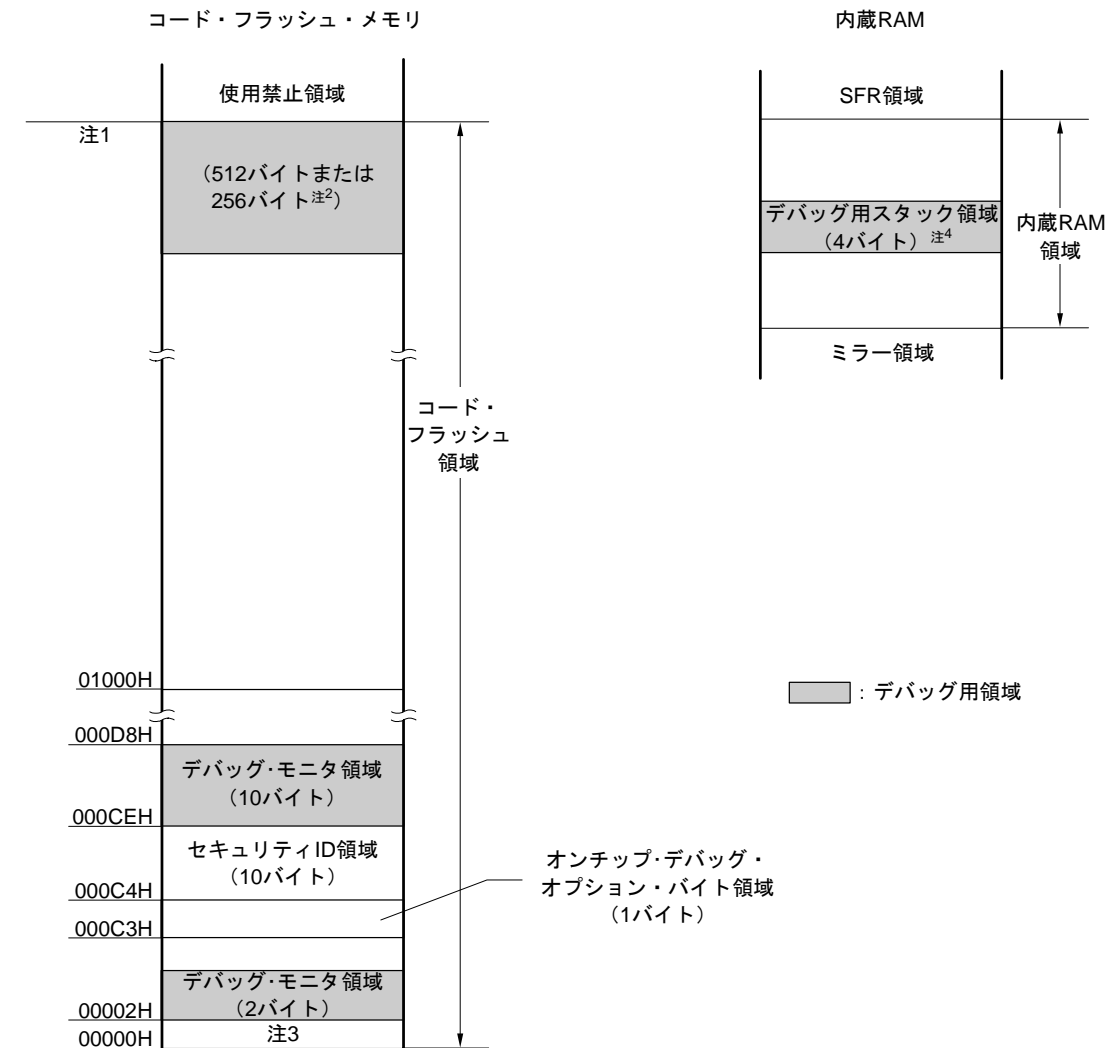 コード・フラッシュ・メモリ
使用禁止領域
注1
（512バイトまたは
256バイト注2）
コード・
フラッシュ
領域
01000H
000D8H
デバッグ・モニタ領域
（10バイト）
000CEH
セキュリティID領域
（10バイト）
000C4H
000C3H
オンチップ・デバッグ・
オプション・バイト領域
（1バイト）
デバッグ・モニタ領域
（2バイト）
00002H
注3
00000H
内蔵RAM
SFR領域
デバッグ用スタック領域
（4バイト）注4
内蔵RAM
領域
ミラー領域
：デバッグ用領域